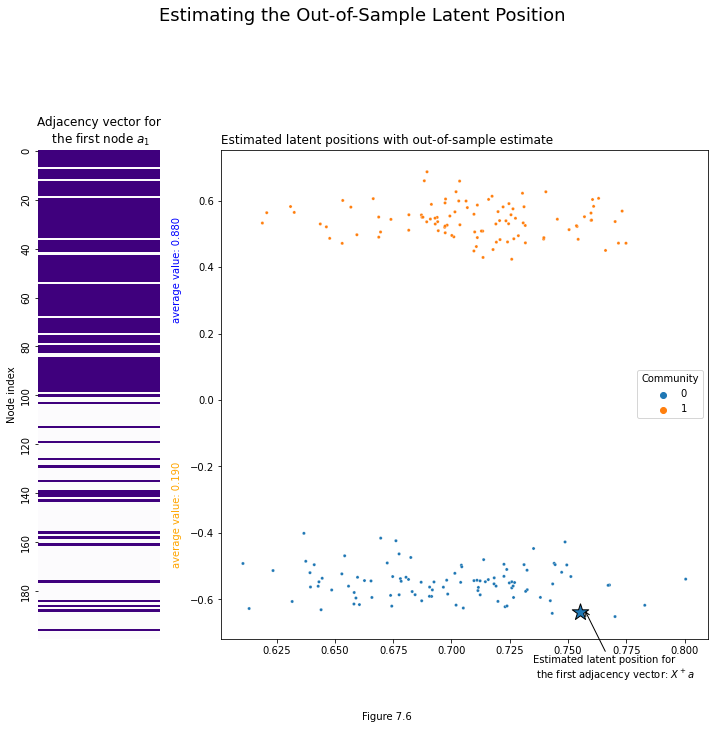 Estimating the Out-of-Sample Latent Position
Adjacency vector for
the first node a₁
Node index
0
20
40
60
80
100
120
140
160
180
average value: 0.880
average value: 0.190
Estimated latent positions with out-of-sample estimate
0.6
0.4
0.2
0.0
−0.2
−0.4
−0.6
Community
0
1
0.625
0.650
0.675
0.700
0.725
0.750
0.775
0.800
Estimated latent position for
the first adjacency vector: X⁺a
Figure 7.6